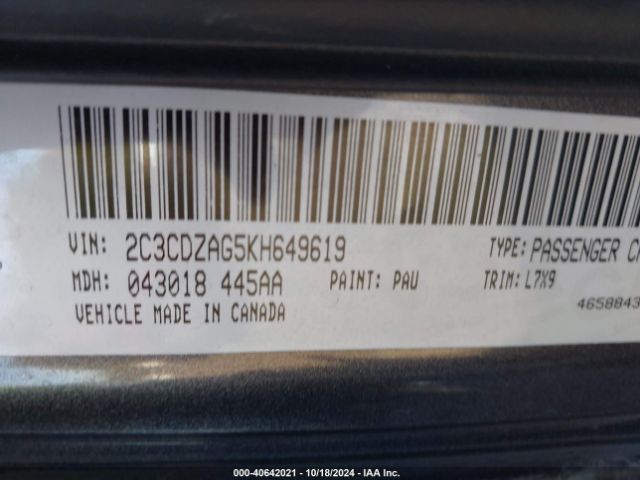 VIN: 2C3CDZAG5KH649619 TYPE: PASSENGER CA
MDH: 043018 445AA PAINT: PAU TRIM: L7X9
VEHICLE MADE IN CANADA 4658843
000-40642021 - 10/18/2024 - IAA Inc.